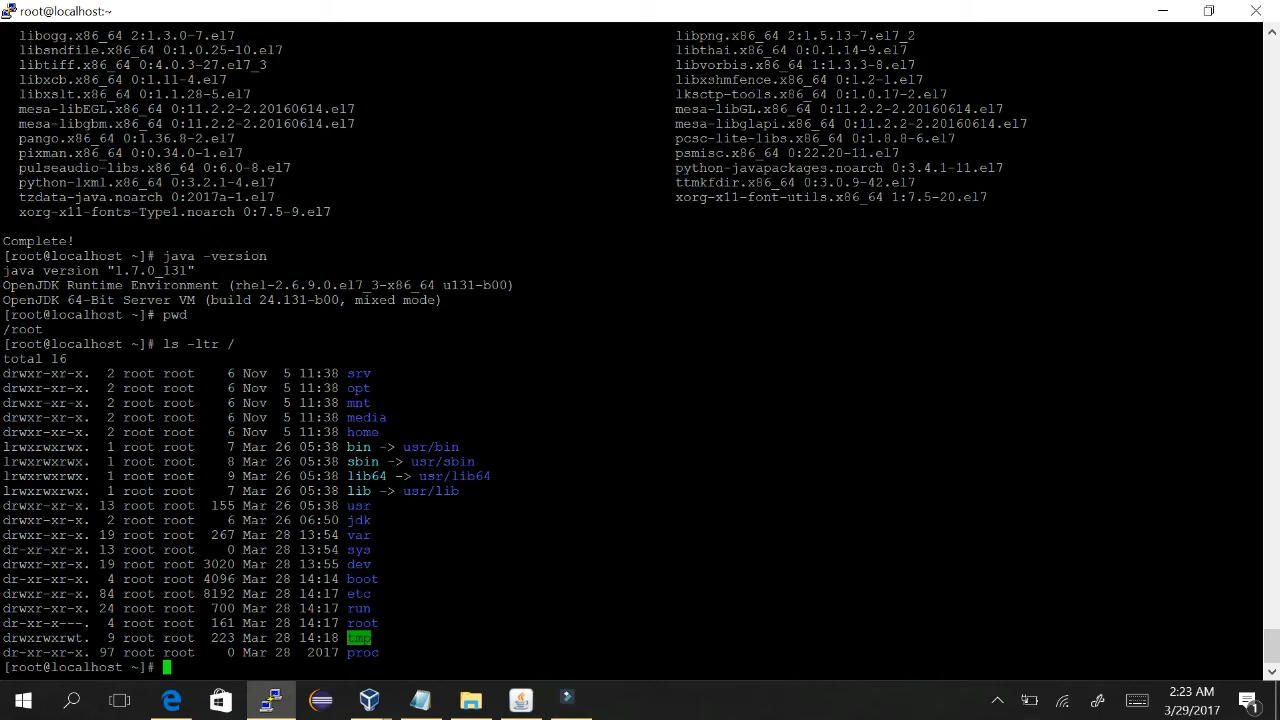 root@localhost:~
libogg.x86_64 2:1.3.0-7.el7 libpng.x86_64 2:1.5.13-7.el7_2
libsndfile.x86_64 0:1.0.25-10.el7 libthai.x86_64 0:0.1.14-9.el7
libtiff.x86_64 0:4.0.3-27.el7_3 libvorbis.x86_64 1:1.3.3-8.el7
libxcb.x86_64 0:1.11-4.el7 libxshmfence.x86_64 0:1.2-1.el7
libxslt.x86_64 0:1.1.28-5.el7 lksctp-tools.x86_64 0:1.0.17-2.el7
mesa-libEGL.x86_64 0:11.2.2-2.20160614.el7 mesa-libGL.x86_64 0:11.2.2-2.20160614.el7
mesa-libgbm.x86_64 0:11.2.2-2.20160614.el7 mesa-libglapi.x86_64 0:11.2.2-2.20160614.el7
pango.x86_64 0:1.36.8-2.el7 pcsc-lite-libs.x86_64 0:1.8.8-6.el7
pixman.x86_64 0:0.34.0-1.el7 psmisc.x86_64 0:22.20-11.el7
pulseaudio-libs.x86_64 0:6.0-8.el7 python-javapackages.noarch 0:3.4.1-11.el7
python-lxml.x86_64 0:3.2.1-4.el7 ttmkfdir.x86_64 0:3.0.9-42.el7
tzdata-java.noarch 0:2017a-1.el7 xorg-x11-font-utils.x86_64 1:7.5-20.el7
xorg-x11-fonts-Type1.noarch 0:7.5-9.el7
Complete!
[root@localhost ~]# java -version
java version "1.7.0_131"
OpenJDK Runtime Environment (rhel-2.6.9.0.el7_3-x86_64 u131-b00)
OpenJDK 64-Bit Server VM (build 24.131-b00, mixed mode)
[root@localhost ~]# pwd
/root
[root@localhost ~]# ls -ltr /
total 16
drwxr-xr-x. 2 root root 6 Nov 5 11:38 srv
drwxr-xr-x. 2 root root 6 Nov 5 11:38 opt
drwxr-xr-x. 2 root root 6 Nov 5 11:38 mnt
drwxr-xr-x. 2 root root 6 Nov 5 11:38 media
drwxr-xr-x. 2 root root 6 Nov 5 11:38 home
lrwxrwxrwx. 1 root root 7 Mar 26 05:38 bin -> usr/bin
lrwxrwxrwx. 1 root root 8 Mar 26 05:38 sbin -> usr/sbin
lrwxrwxrwx. 1 root root 9 Mar 26 05:38 lib64 -> usr/lib64
lrwxrwxrwx. 1 root root 7 Mar 26 05:38 lib -> usr/lib
drwxr-xr-x. 13 root root 155 Mar 26 05:38 usr
drwxr-xr-x. 2 root root 6 Mar 26 06:50 jdk
drwxr-xr-x. 19 root root 267 Mar 28 13:54 var
dr-xr-xr-x. 13 root root 0 Mar 28 13:54 sys
drwxr-xr-x. 19 root root 3020 Mar 28 13:55 dev
dr-xr-xr-x. 4 root root 4096 Mar 28 14:14 boot
drwxr-xr-x. 84 root root 8192 Mar 28 14:17 etc
drwxr-xr-x. 24 root root 700 Mar 28 14:17 run
dr-xr-x---. 4 root root 161 Mar 28 14:17 root
drwxrwxrwt. 9 root root 223 Mar 28 14:18 tmp
dr-xr-xr-x. 97 root root 0 Mar 28 2017 proc
[root@localhost ~]#
2:23 AM
3/29/2017
1